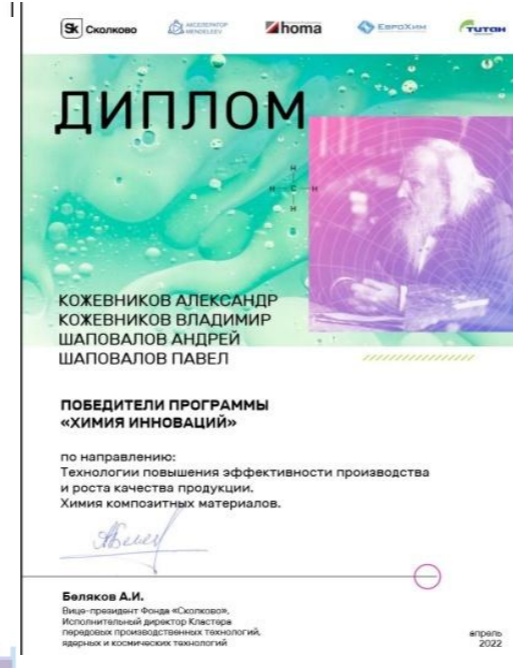 Sk Сколково
АКСЕЛЕРАТОР
MENDELEEV
homa
ЕвроХим
ТИТАН
ДИПЛОМ
H
H C H
H
КОЖЕВНИКОВ АЛЕКСАНДР
КОЖЕВНИКОВ ВЛАДИМИР
ШАПОВАЛОВ АНДРЕЙ
ШАПОВАЛОВ ПАВЕЛ
ПОБЕДИТЕЛИ ПРОГРАММЫ
«ХИМИЯ ИННОВАЦИЙ»
по направлению:
Технологии повышения эффективности производства
и роста качества продукции.
Химия композитных материалов.
Беляков А.И.
Вице-президент Фонда «Сколково»,
Исполнительный директор Кластера
передовых производственных технологий,
ядерных и космических технологий
апрель
2022